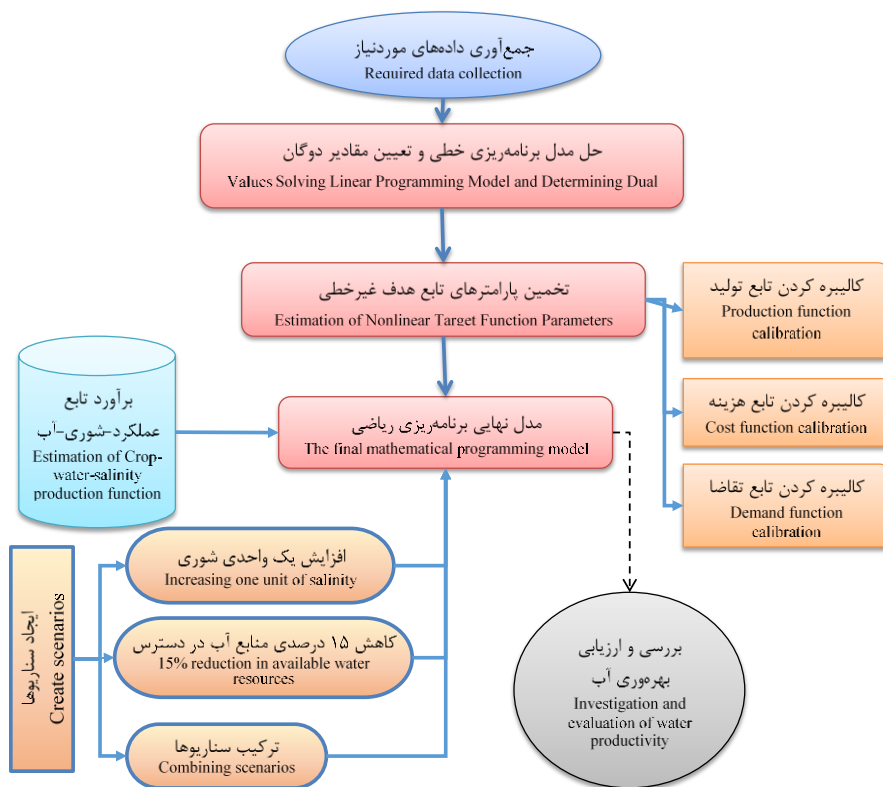 جمع‌آوری داده‌های موردنیاز
Required data collection
حل مدل برنامه‌ریزی خطی و تعیین مقادیر دوگان
Values Solving Linear Programming Model and Determining Dual
تخمین پارامترهای تابع هدف غیرخطی
Estimation of Nonlinear Target Function Parameters
کالیبره کردن تابع تولید
Production function
calibration
کالیبره کردن تابع هزینه
Cost function calibration
کالیبره کردن تابع تقاضا
Demand function
calibration
برآورد تابع
عملکرد-شوری-آب
Estimation of Crop-
water-salinity
production function
مدل نهایی برنامه‌ریزی ریاضی
The final mathematical programming model
ایجاد سناریوها
Create scenarios
افزایش یک واحدی شوری
Increasing one unit of salinity
کاهش ۱۵ درصدی منابع آب در دسترس
15% reduction in available water
resources
ترکیب سناریوها
Combining scenarios
بررسی و ارزیابی
بهره‌وری آب
Investigation and
evaluation of water
productivity